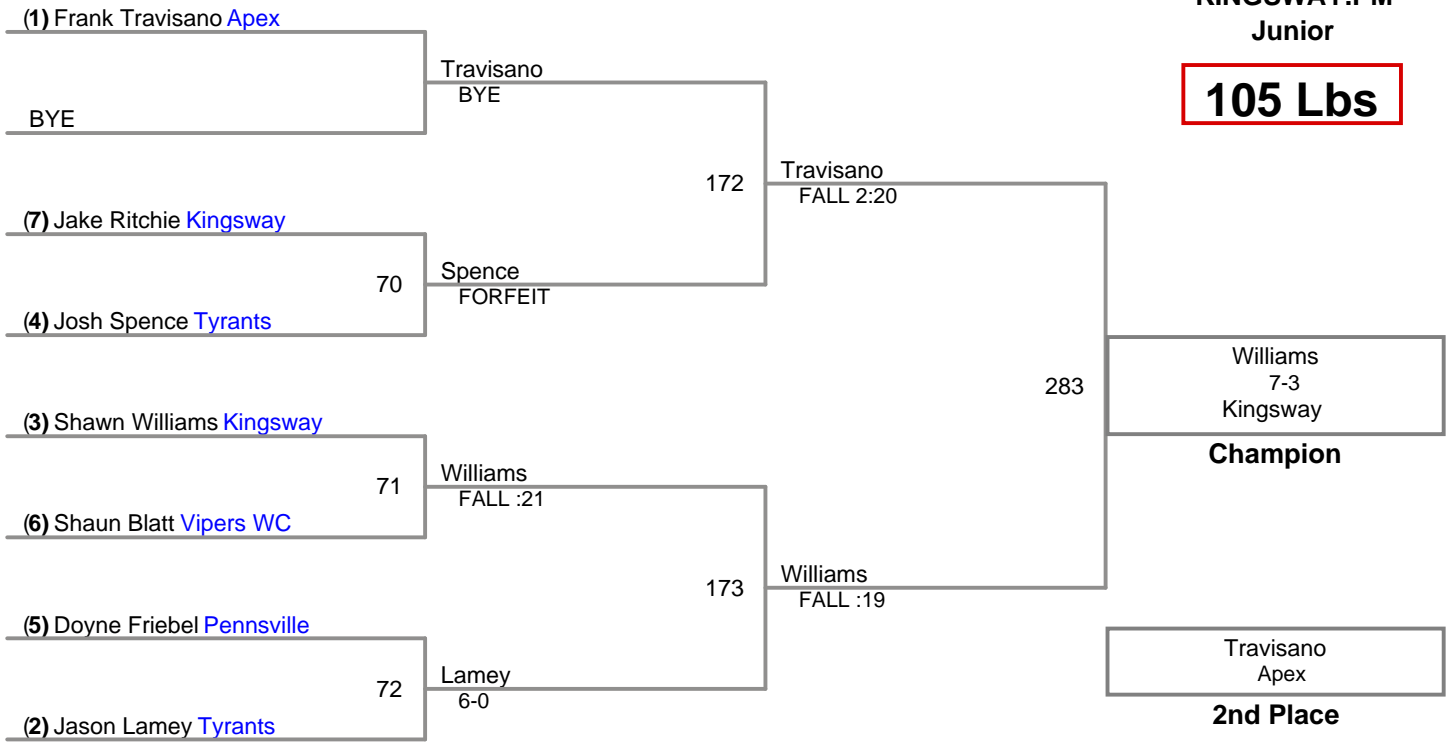 KINGSWAY.PM
Junior
105 Lbs
(1) Frank Travisano Apex
BYE
Travisano
BYE
(7) Jake Ritchie Kingsway
70
(4) Josh Spence Tyrants
Spence
FORFEIT
172
Travisano
FALL 2:20
(3) Shawn Williams Kingsway
71
(6) Shaun Blatt Vipers WC
Williams
FALL :21
(5) Doyne Friebel Pennsville
72
(2) Jason Lamey Tyrants
Lamey
6-0
173
Williams
FALL :19
283
Williams
7-3
Kingsway
Champion
Travisano
Apex
2nd Place